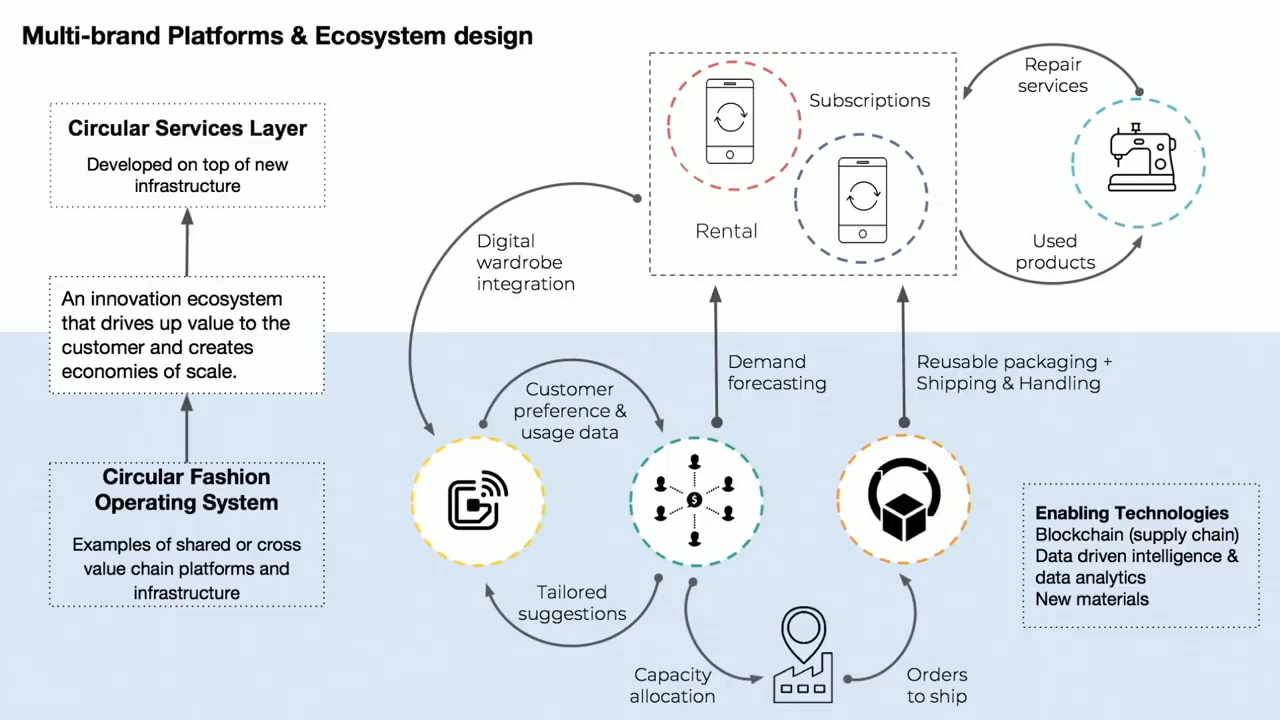 Multi-brand Platforms & Ecosystem design
Circular Services Layer
Developed on top of new
infrastructure
An innovation ecosystem
that drives up value to the
customer and creates
economies of scale.
Circular Fashion
Operating System
Examples of shared or cross
value chain platforms and
infrastructure
Subscriptions
Rental
Repair
services
Used
products
Digital
wardrobe
integration
Customer
preference &
usage data
Demand
forecasting
Reusable packaging +
Shipping & Handling
$
Tailored
suggestions
Capacity
allocation
Orders
to ship
Enabling Technologies
Blockchain (supply chain)
Data driven intelligence &
data analytics
New materials